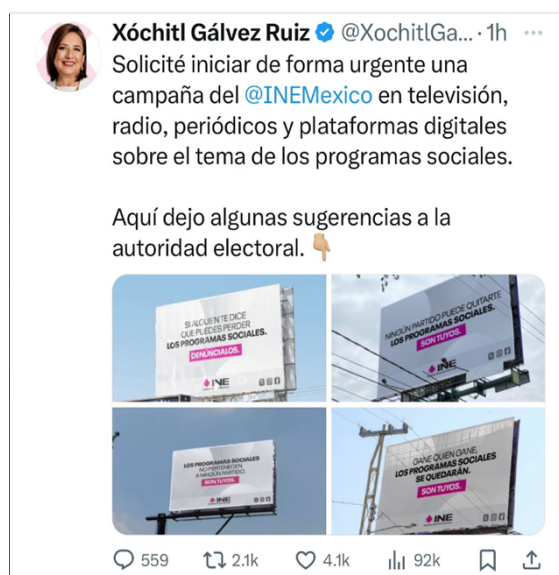 Xóchitl Gálvez Ruiz @XochitlGa... · 1h ...
Solicité iniciar de forma urgente una
campaña del @INEMexico en televisión,
radio, periódicos y plataformas digitales
sobre el tema de los programas sociales.
Aquí dejo algunas sugerencias a la
autoridad electoral.
SI ALGUIEN TE DICE
QUE PUEDES PERDER
LOS PROGRAMAS SOCIALES.
DENÚNCIALOS.
INE
NINGÚN PARTIDO PUEDE QUITARTE
LOS PROGRAMAS SOCIALES.
SON TUYOS.
INE
LOS PROGRAMAS SOCIALES
NO PERTENECEN
A NINGÚN PARTIDO.
SON TUYOS.
INE
GANE QUIEN GANE,
LOS PROGRAMAS SOCIALES
SE QUEDARÁN.
SON TUYOS.
INE
559 2.1k 4.1k 92k